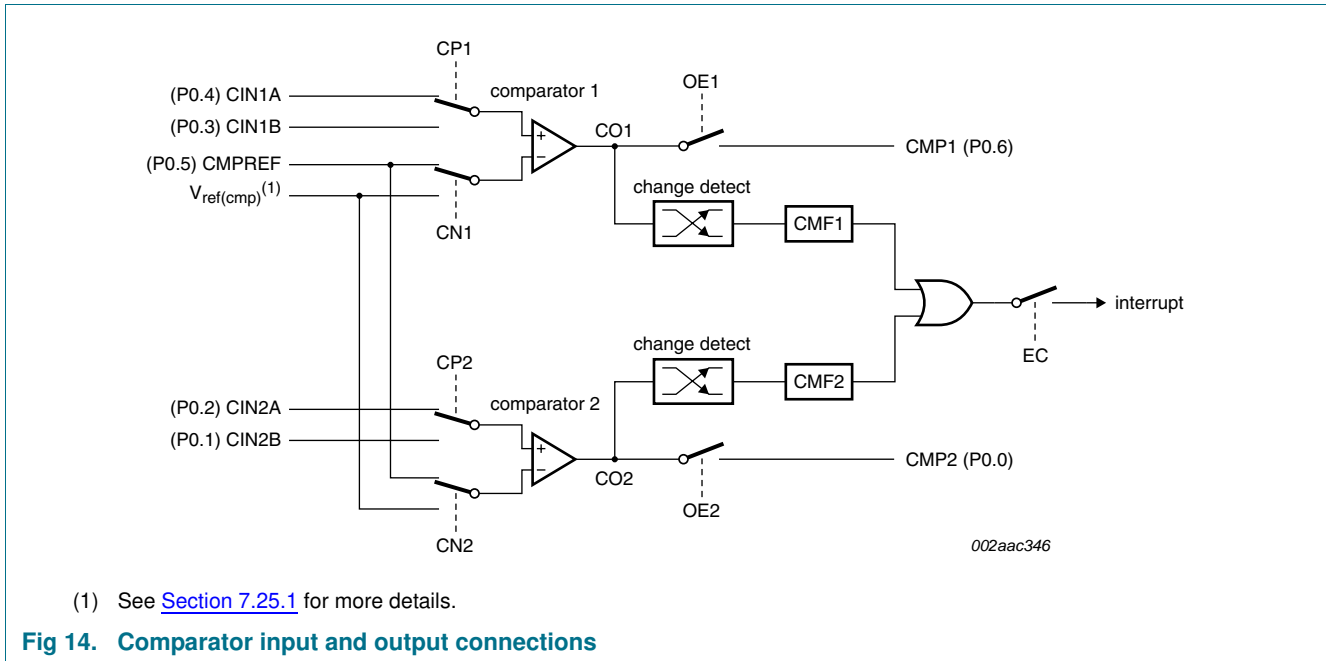 CP1
OE1
comparator 1
(P0.4) CIN1A
(P0.3) CIN1B
CO1
CMP1 (P0.6)
(P0.5) CMPREF
Vref(cmp)(1)
change detect
CN1
CMF1
interrupt
EC
change detect
CP2
CMF2
comparator 2
(P0.2) CIN2A
(P0.1) CIN2B
CMP2 (P0.0)
CO2
OE2
CN2
002aac346
(1) See Section 7.25.1 for more details.
Fig 14. Comparator input and output connections